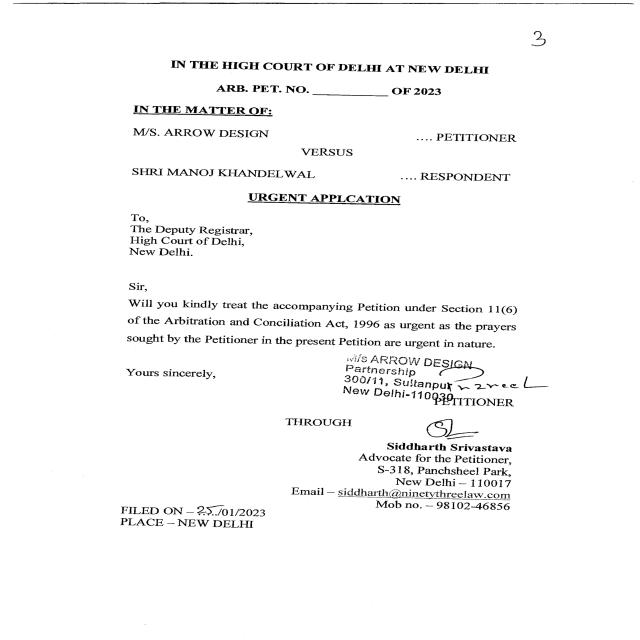 3
IN THE HIGH COURT OF DELHI AT NEW DELHI
ARB. PET. NO. ___________ OF 2023
IN THE MATTER OF:
M/S. ARROW DESIGN .... PETITIONER
VERSUS
SHRI MANOJ KHANDELWAL .... RESPONDENT
URGENT APPLCATION
To,
The Deputy Registrar,
High Court of Delhi,
New Delhi.
Sir,
Will you kindly treat the accompanying Petition under Section 11(6)
of the Arbitration and Conciliation Act, 1996 as urgent as the prayers
sought by the Petitioner in the present Petition are urgent in nature.
M/s ARROW DESIGN
Partnership
300/11, Sultanpur
New Delhi-110030
Yours sincerely,
PETITIONER
THROUGH
Siddharth Srivastava
Advocate for the Petitioner,
S-318, Panchsheel Park,
New Delhi – 110017
Email – siddharth@ninetythreelaw.com
Mob no. – 98102-46856
FILED ON – 25/01/2023
PLACE – NEW DELHI